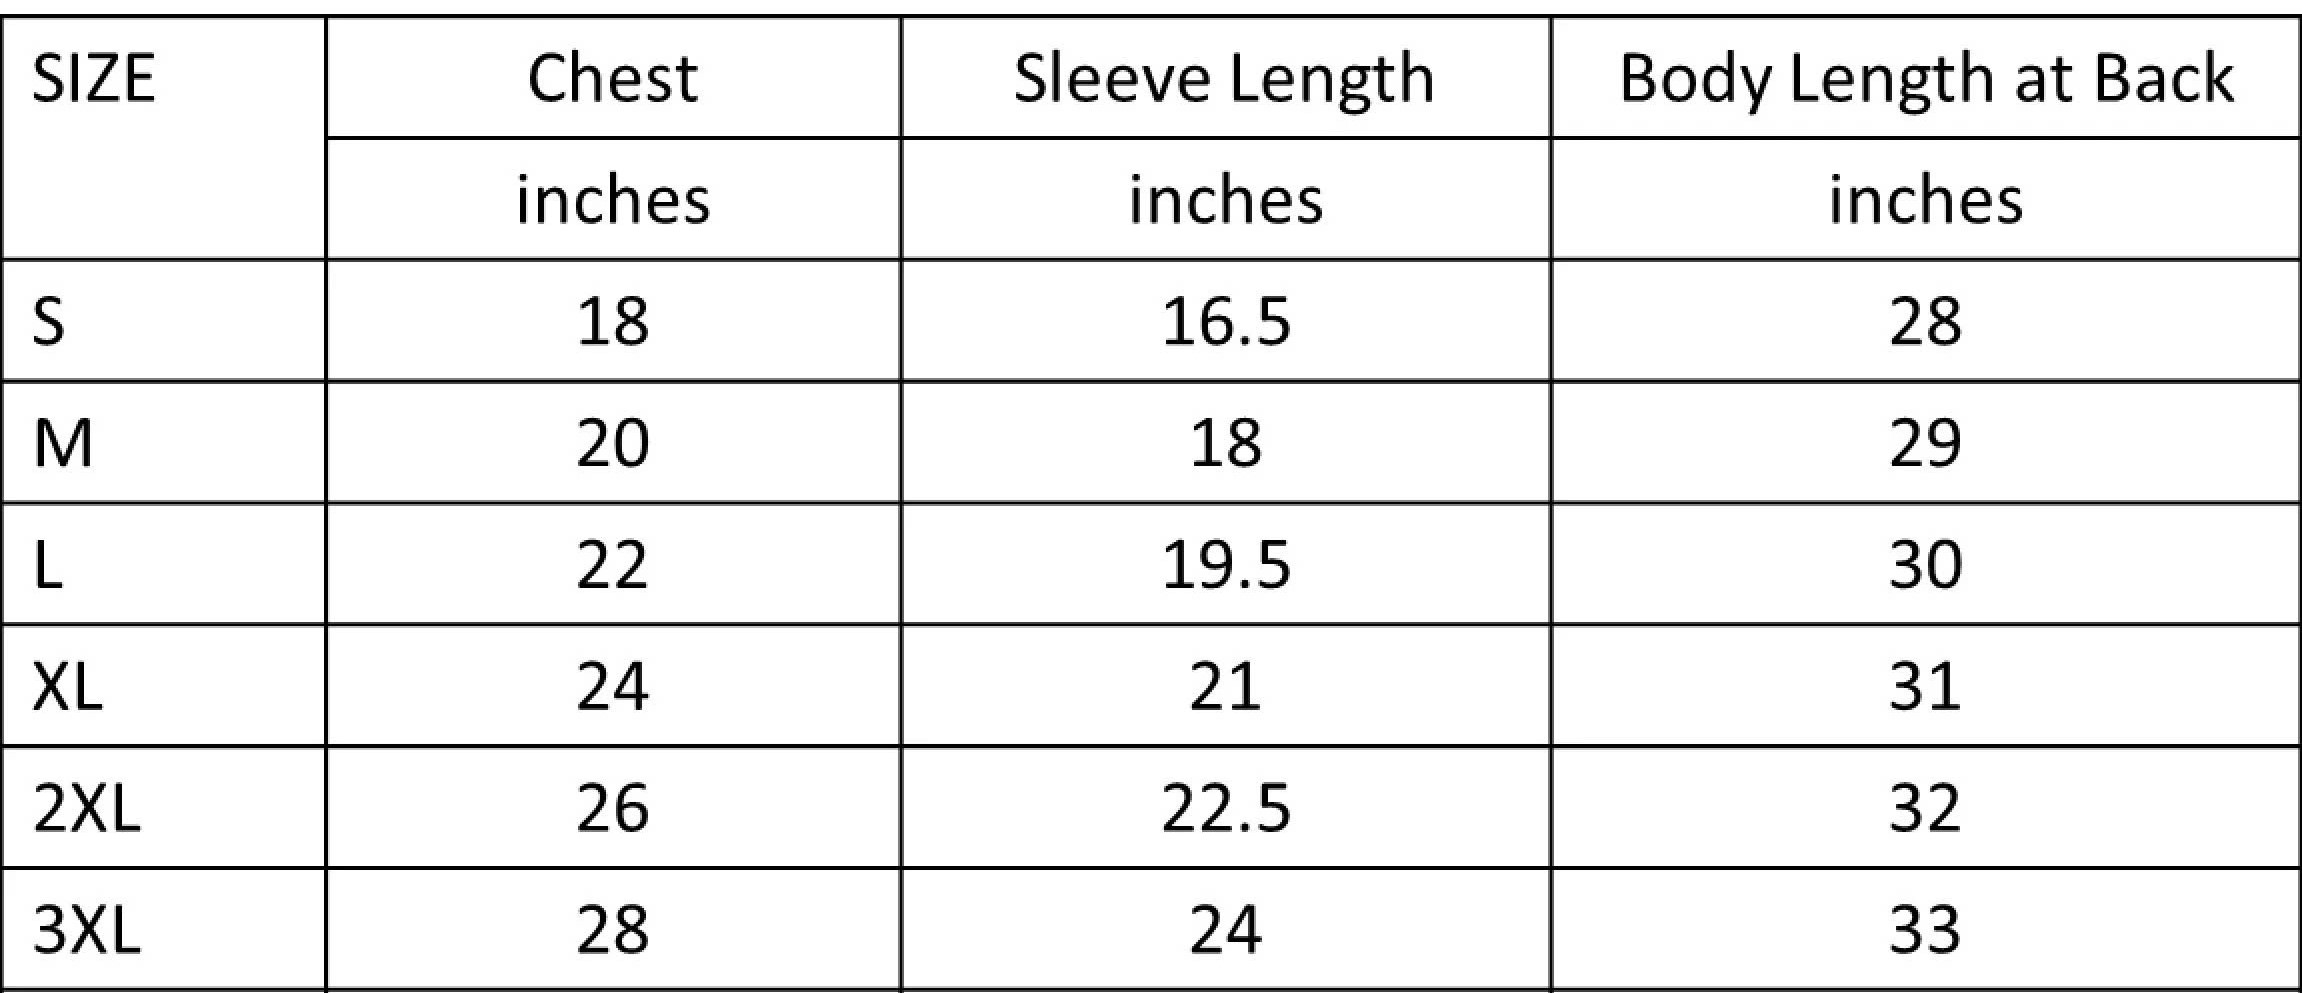 SIZE Chest Sleeve Length Body Length at Back
inches inches inches
S 18 16.5 28
M 20 18 29
L 22 19.5 30
XL 24 21 31
2XL 26 22.5 32
3XL 28 24 33